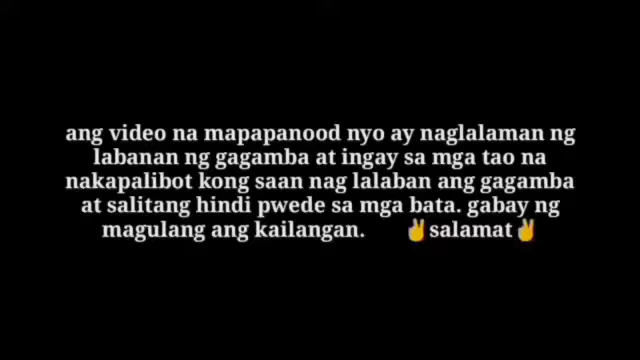 ang video na mapapanood nyo ay naglalaman ng
labanan ng gagamba at ingay sa mga tao na
nakapalibot kong saan nag lalaban ang gagamba
at salitang hindi pwede sa mga bata. gabay ng
magulang ang kailangan. ✌salamat✌